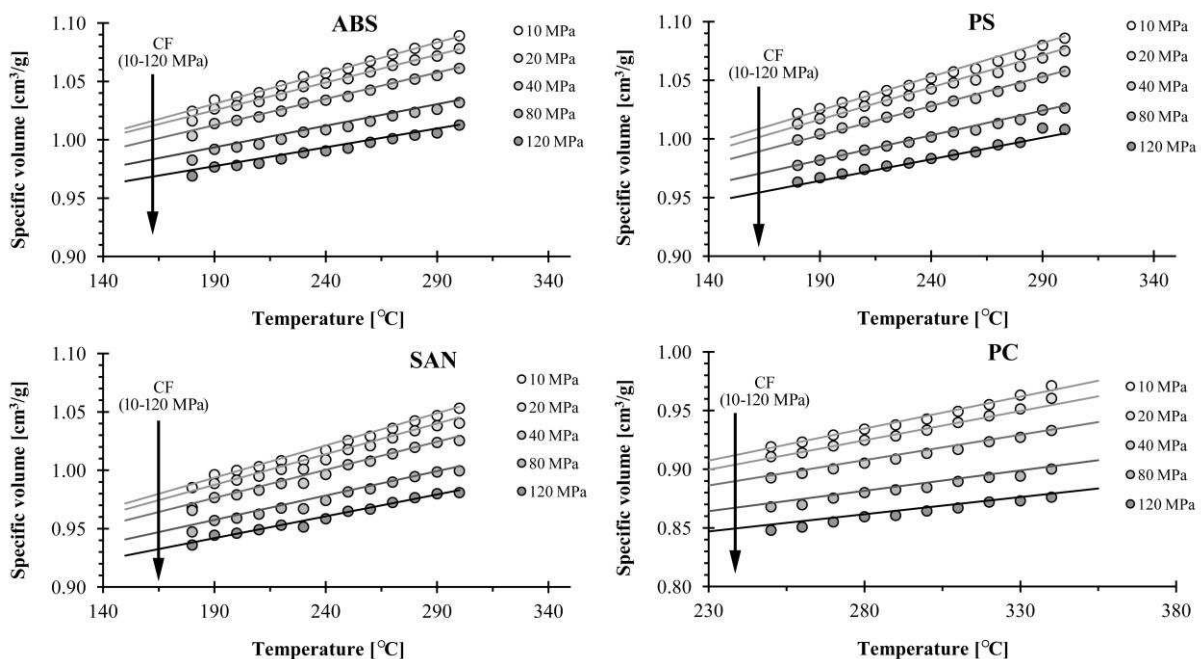 ABS
1.10
1.05
1.00
0.95
0.90
Specific volume [cm³/g]
CF
(10-120 MPa)
10 MPa
20 MPa
40 MPa
80 MPa
120 MPa
140
190
240
290
340
Temperature [°C]
PS
1.10
1.05
1.00
0.95
0.90
Specific volume [cm³/g]
CF
(10-120 MPa)
10 MPa
20 MPa
40 MPa
80 MPa
120 MPa
140
190
240
290
340
Temperature [°C]
SAN
1.10
1.05
1.00
0.95
0.90
Specific volume [cm³/g]
CF
(10-120 MPa)
10 MPa
20 MPa
40 MPa
80 MPa
120 MPa
140
190
240
290
340
Temperature [°C]
PC
1.00
0.95
0.90
0.85
0.80
Specific volume [cm³/g]
CF
(10-120 MPa)
10 MPa
20 MPa
40 MPa
80 MPa
120 MPa
230
280
330
380
Temperature [°C]